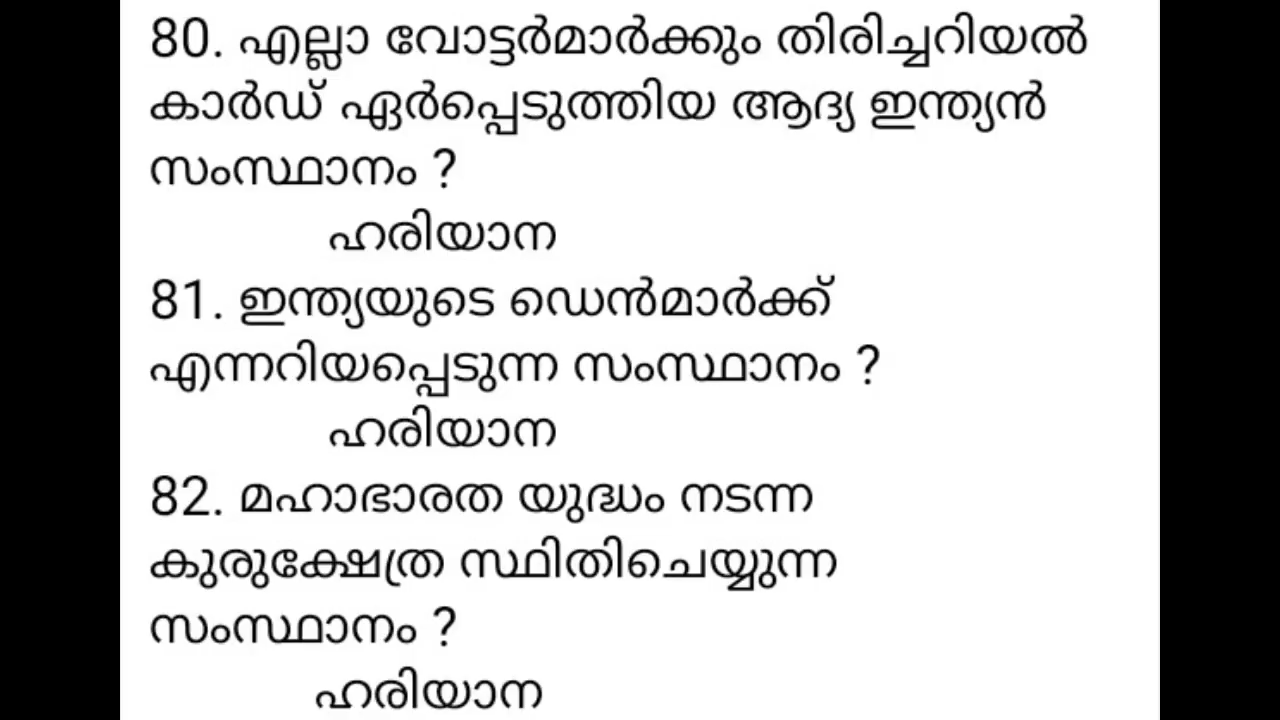 80. എല്ലാ വോട്ടർമാർക്കും തിരിച്ചറിയൽ
കാർഡ് ഏർപ്പെടുത്തിയ ആദ്യ ഇന്ത്യൻ
സംസ്ഥാനം ?
ഹരിയാന
81. ഇന്ത്യയുടെ ഡെൻമാർക്ക്
എന്നറിയപ്പെടുന്ന സംസ്ഥാനം ?
ഹരിയാന
82. മഹാഭാരത യുദ്ധം നടന്ന
കുരുക്ഷേത്ര സ്ഥിതിചെയ്യുന്ന
സംസ്ഥാനം ?
ഹരിയാന